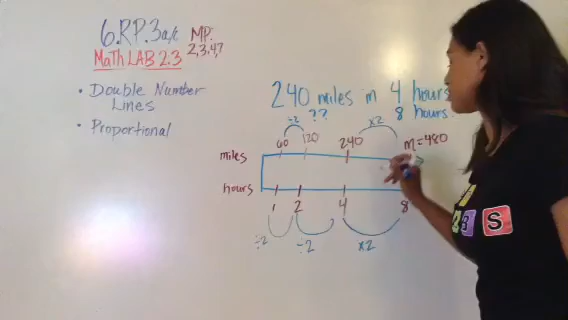 6.RP.3a/c MP.
2,3,4,7
Math LAB 2.3
• Double Number
Lines
• Proportional
240 miles in 4 hours
?? 8 hours
÷2 x2
60 120 240 m=480
miles
hours
1 2 4 8
÷2 ÷2 x2
S